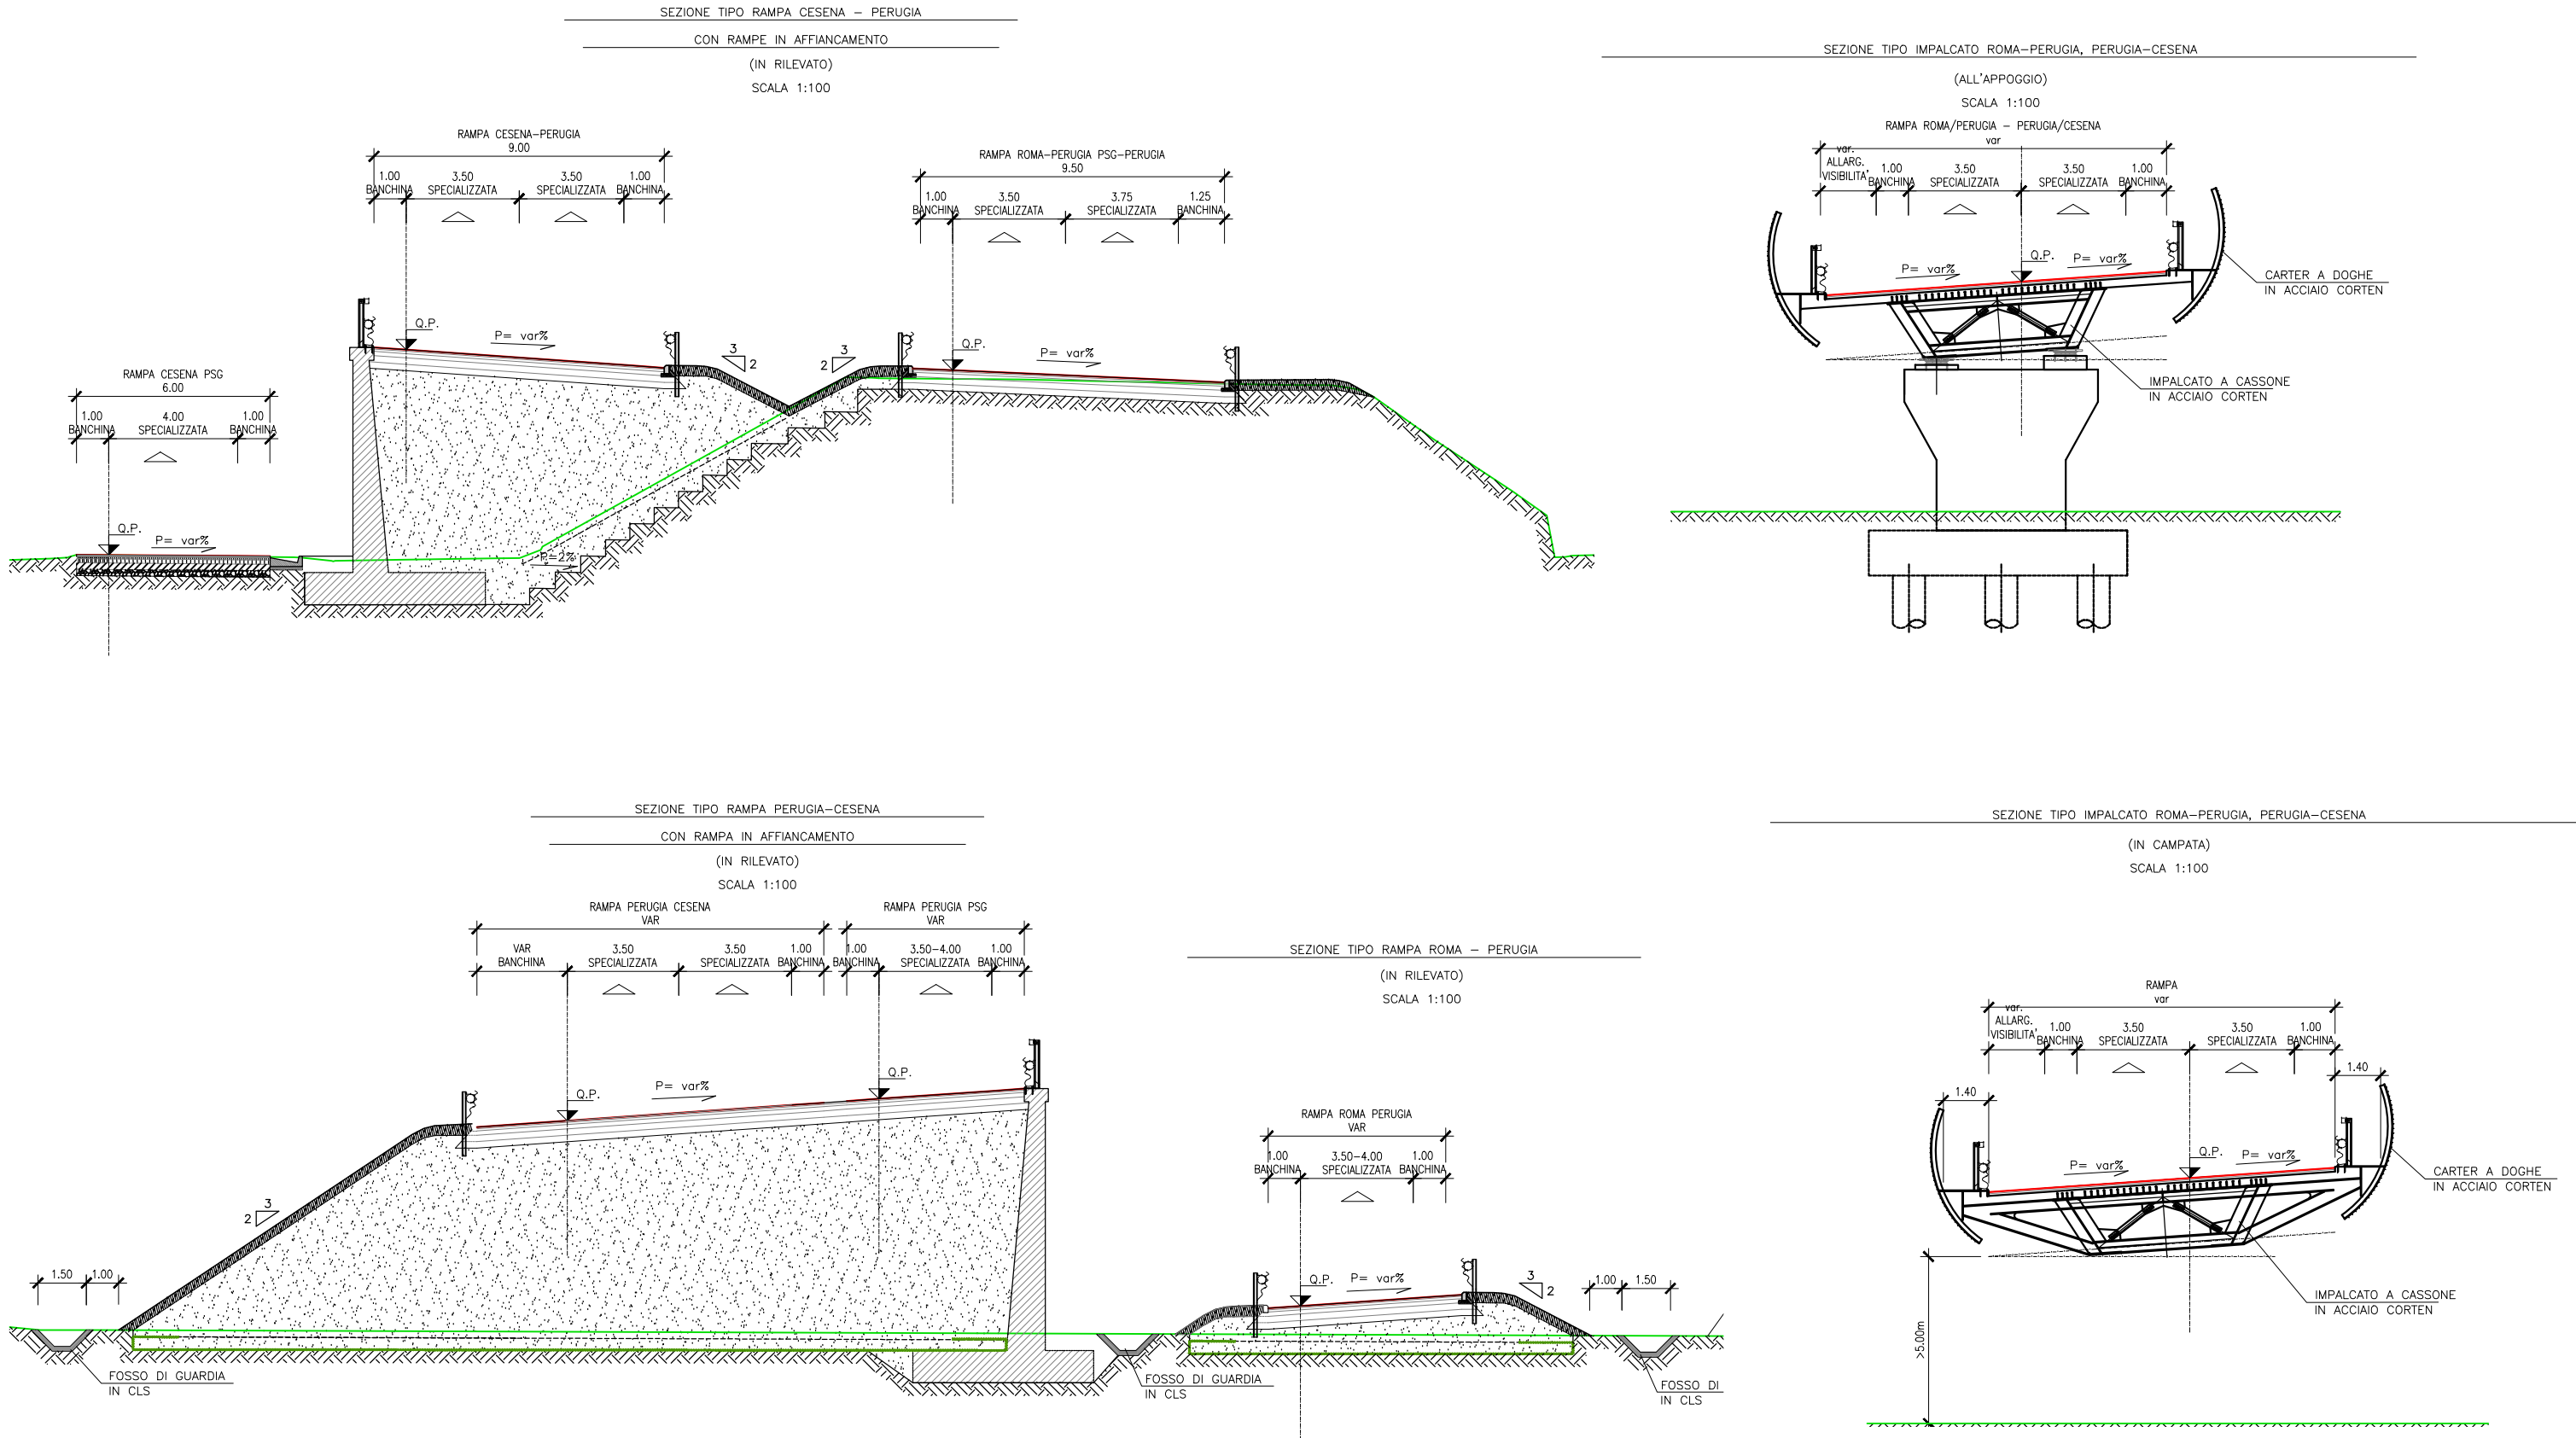 SEZIONE TIPO RAMPA CESENA – PERUGIA
CON RAMPE IN AFFIANCAMENTO
(IN RILEVATO)
SCALA 1:100
RAMPA CESENA–PERUGIA
9.00
1.00 3.50 3.50 1.00
BANCHINA SPECIALIZZATA SPECIALIZZATA BANCHINA
RAMPA ROMA–PERUGIA PSG–PERUGIA
9.50
1.00 3.50 3.75 1.25
BANCHINA SPECIALIZZATA SPECIALIZZATA BANCHINA
Q.P.
P= var%
3
2
3
2
Q.P.
P= var%
RAMPA CESENA PSG
6.00
1.00 4.00 1.00
BANCHINA SPECIALIZZATA BANCHINA
Q.P.
P= var%
P=2%
SEZIONE TIPO IMPALCATO ROMA–PERUGIA, PERUGIA–CESENA
(ALL'APPOGGIO)
SCALA 1:100
RAMPA ROMA/PERUGIA – PERUGIA/CESENA
var
var.
ALLARG.
VISIBILITA'
1.00 3.50 3.50 1.00
BANCHINA SPECIALIZZATA SPECIALIZZATA BANCHINA
P= var%
Q.P.
P= var%
CARTER A DOGHE
IN ACCIAIO CORTEN
IMPALCATO A CASSONE
IN ACCIAIO CORTEN
SEZIONE TIPO RAMPA PERUGIA–CESENA
CON RAMPA IN AFFIANCAMENTO
(IN RILEVATO)
SCALA 1:100
RAMPA PERUGIA CESENA
VAR
VAR 3.50 3.50 1.00
BANCHINA SPECIALIZZATA SPECIALIZZATA BANCHINA
RAMPA PERUGIA PSG
VAR
1.00 3.50–4.00 1.00
BANCHINA SPECIALIZZATA BANCHINA
Q.P.
P= var%
Q.P.
3
2
1.50 1.00
FOSSO DI GUARDIA
IN CLS
FOSSO DI GUARDIA
IN CLS
SEZIONE TIPO RAMPA ROMA – PERUGIA
(IN RILEVATO)
SCALA 1:100
RAMPA ROMA PERUGIA
VAR
1.00 3.50–4.00 1.00
BANCHINA SPECIALIZZATA BANCHINA
Q.P.
P= var%
3
2
1.00 1.50
FOSSO DI
IN CLS
SEZIONE TIPO IMPALCATO ROMA–PERUGIA, PERUGIA–CESENA
(IN CAMPATA)
SCALA 1:100
RAMPA
var
var.
ALLARG.
VISIBILITA'
1.00 3.50 3.50 1.00
BANCHINA SPECIALIZZATA SPECIALIZZATA BANCHINA
1.40
1.40
P= var%
Q.P.
P= var%
CARTER A DOGHE
IN ACCIAIO CORTEN
IMPALCATO A CASSONE
IN ACCIAIO CORTEN
>5.00m